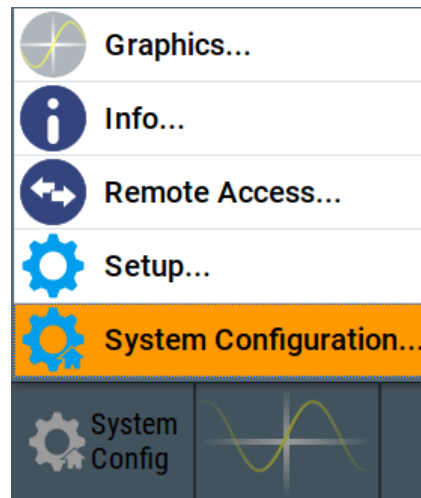 Graphics...
Info...
Remote Access...
Setup...
System Configuration...
System
Config